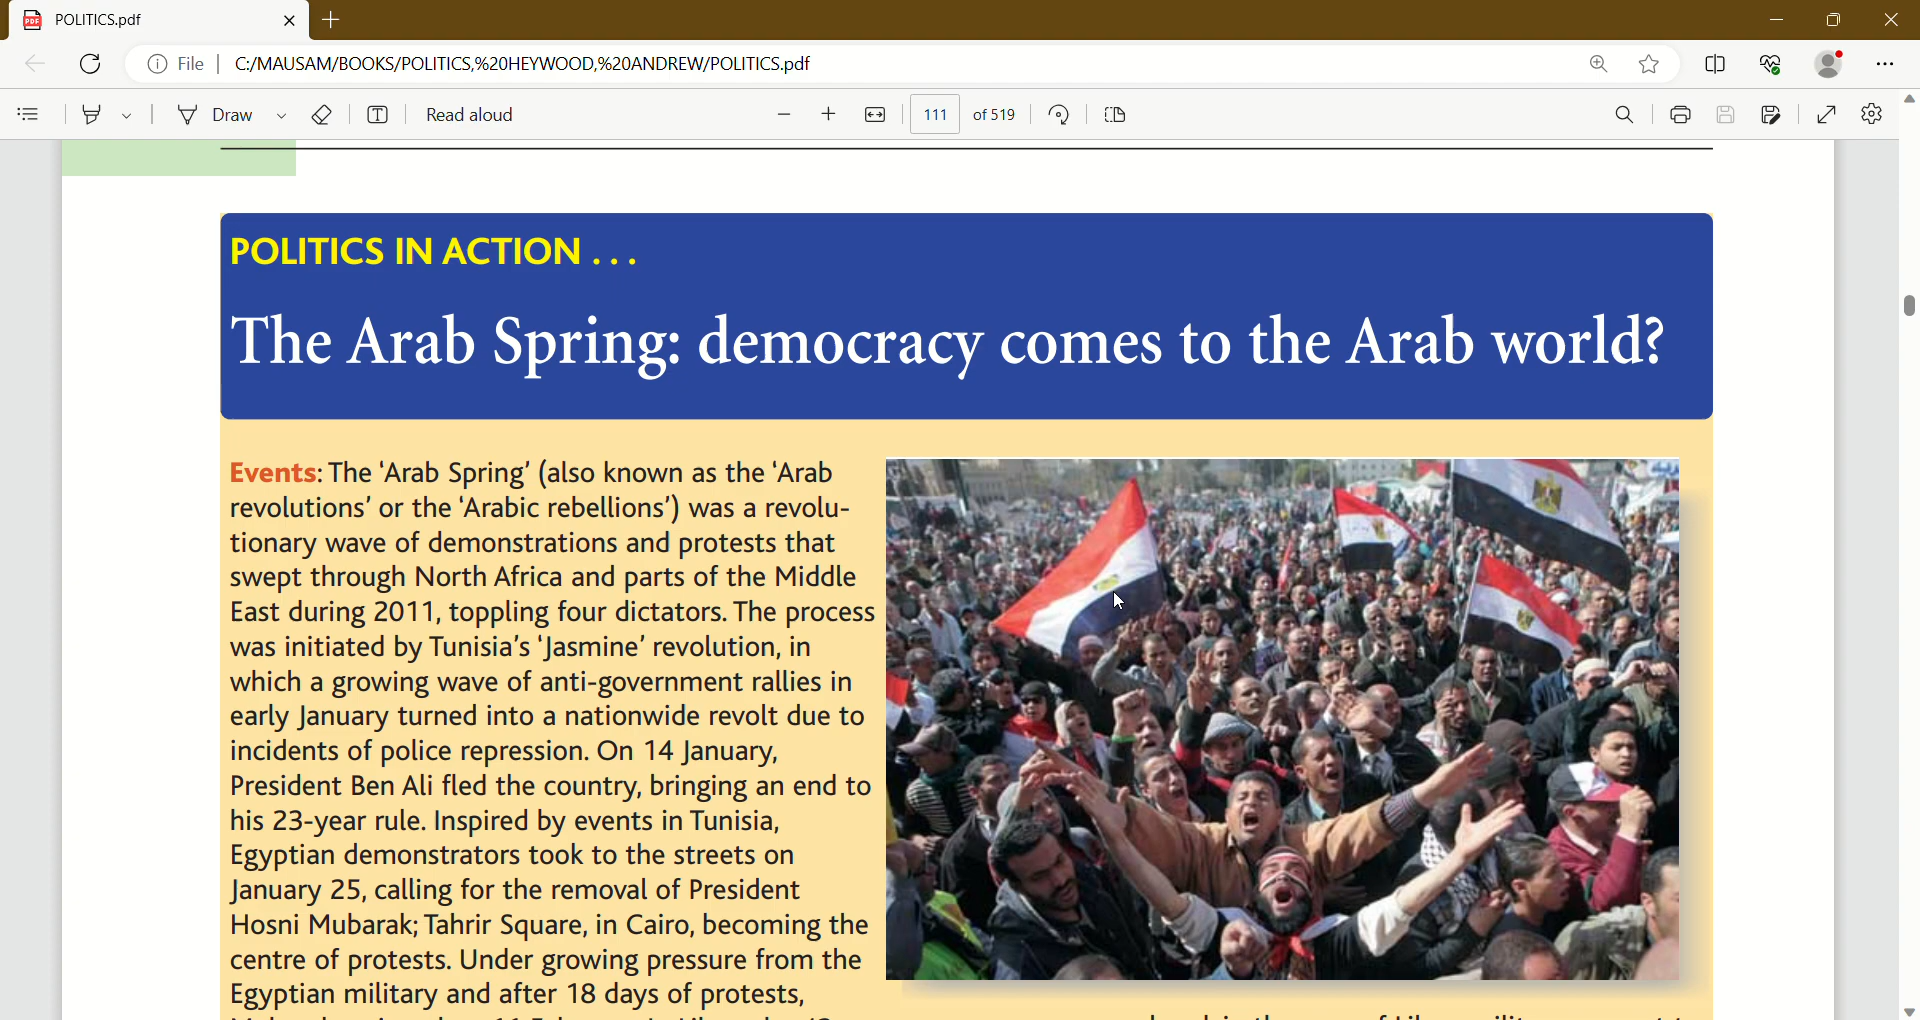 POLITICS.pdf
File
C:/MAUSAM/BOOKS/POLITICS,%20HEYWOOD,%20ANDREW/POLITICS.pdf
Draw
Read aloud
111 of 519
POLITICS IN ACTION . . .
The Arab Spring: democracy comes to the Arab world?
Events: The ‘Arab Spring’ (also known as the ‘Arab
revolutions’ or the ‘Arabic rebellions’) was a revolu-
tionary wave of demonstrations and protests that
swept through North Africa and parts of the Middle
East during 2011, toppling four dictators. The process
was initiated by Tunisia’s ‘Jasmine’ revolution, in
which a growing wave of anti-government rallies in
early January turned into a nationwide revolt due to
incidents of police repression. On 14 January,
President Ben Ali fled the country, bringing an end to
his 23-year rule. Inspired by events in Tunisia,
Egyptian demonstrators took to the streets on
January 25, calling for the removal of President
Hosni Mubarak; Tahrir Square, in Cairo, becoming the
centre of protests. Under growing pressure from the
Egyptian military and after 18 days of protests,